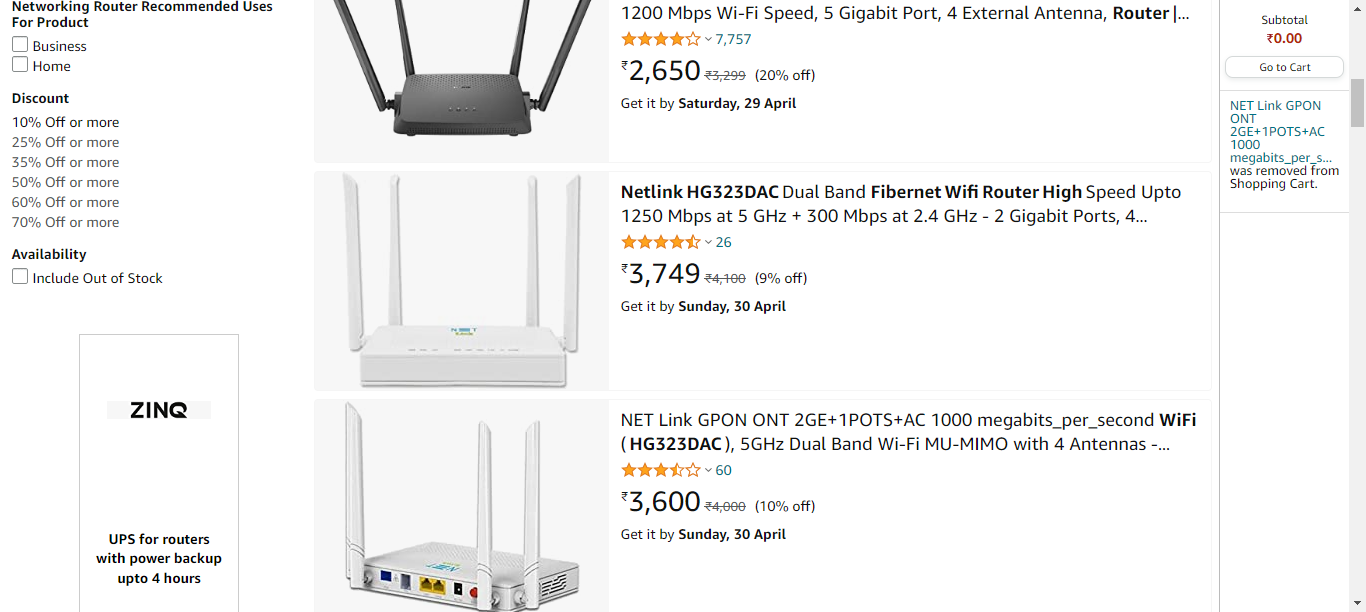 Networking Router Recommended Uses
For Product
Business
Home
Discount
10% Off or more
25% Off or more
35% Off or more
50% Off or more
60% Off or more
70% Off or more
Availability
Include Out of Stock
ZINQ
UPS for routers
with power backup
upto 4 hours
1200 Mbps Wi-Fi Speed, 5 Gigabit Port, 4 External Antenna, Router |...
7,757
₹2,650 ₹3,299 (20% off)
Get it by Saturday, 29 April
Netlink HG323DAC Dual Band Fibernet Wifi Router High Speed Upto
1250 Mbps at 5 GHz + 300 Mbps at 2.4 GHz - 2 Gigabit Ports, 4...
26
₹3,749 ₹4,100 (9% off)
Get it by Sunday, 30 April
NET
NET Link GPON ONT 2GE+1POTS+AC 1000 megabits_per_second WiFi
( HG323DAC ), 5GHz Dual Band Wi-Fi MU-MIMO with 4 Antennas -...
60
₹3,600 ₹4,000 (10% off)
Get it by Sunday, 30 April
NET
Subtotal
₹0.00
Go to Cart
NET Link GPON
ONT
2GE+1POTS+AC
1000
megabits_per_s...
was removed from
Shopping Cart.